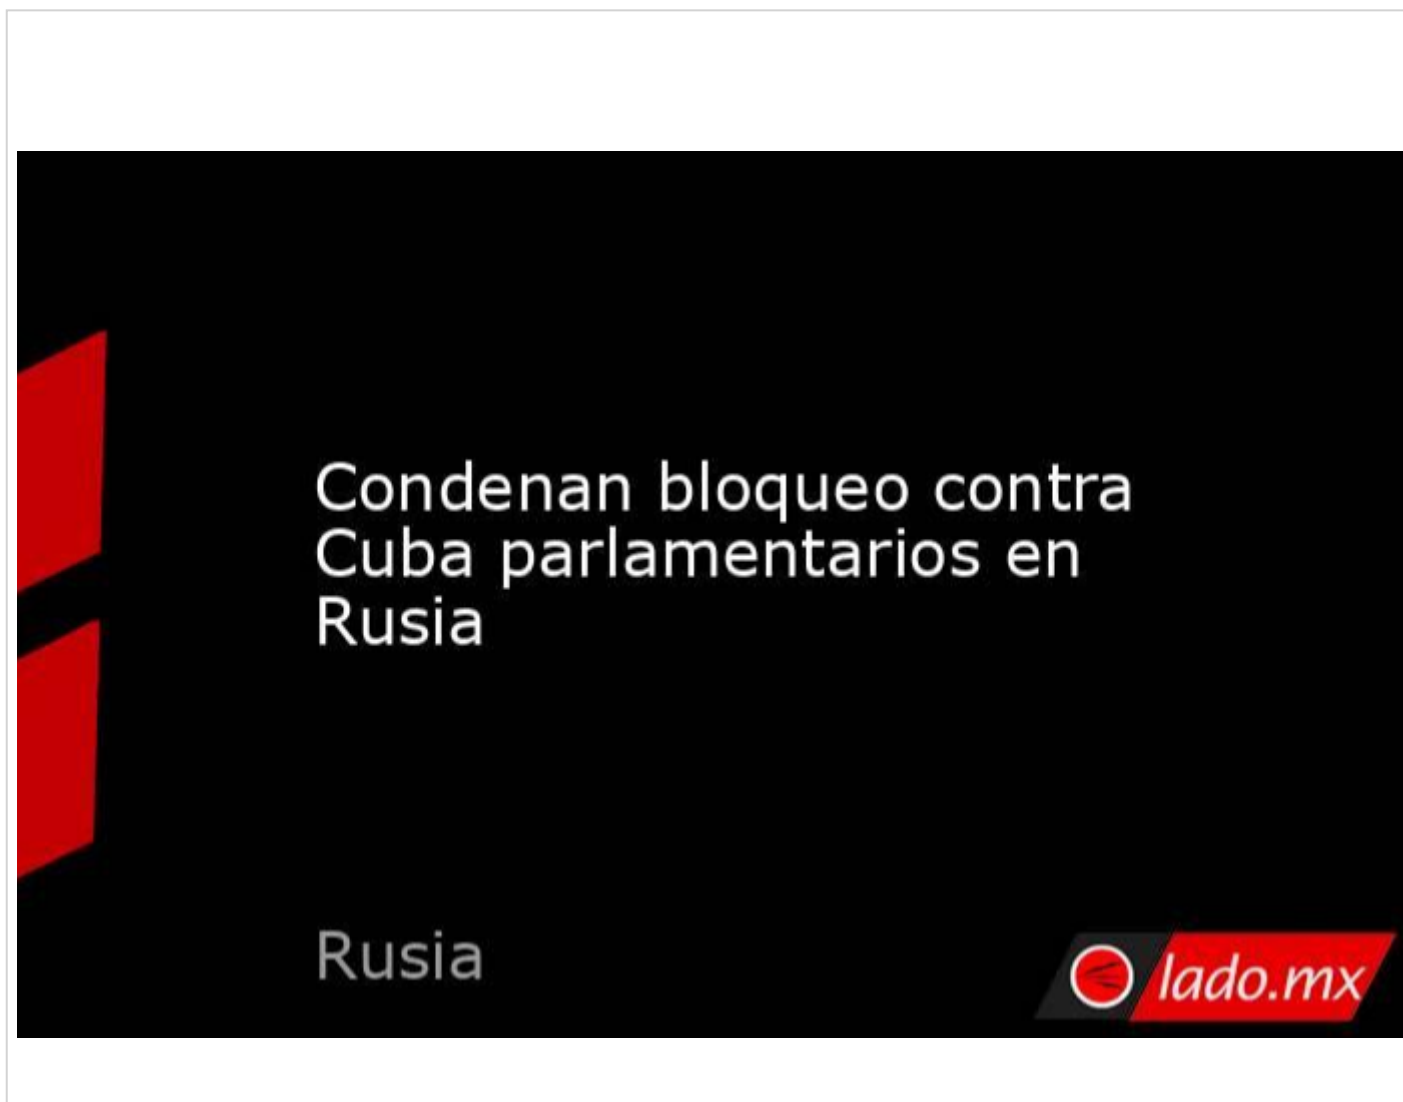 Condenan bloqueo contra
Cuba parlamentarios en
Rusia
Rusia
lado.mx